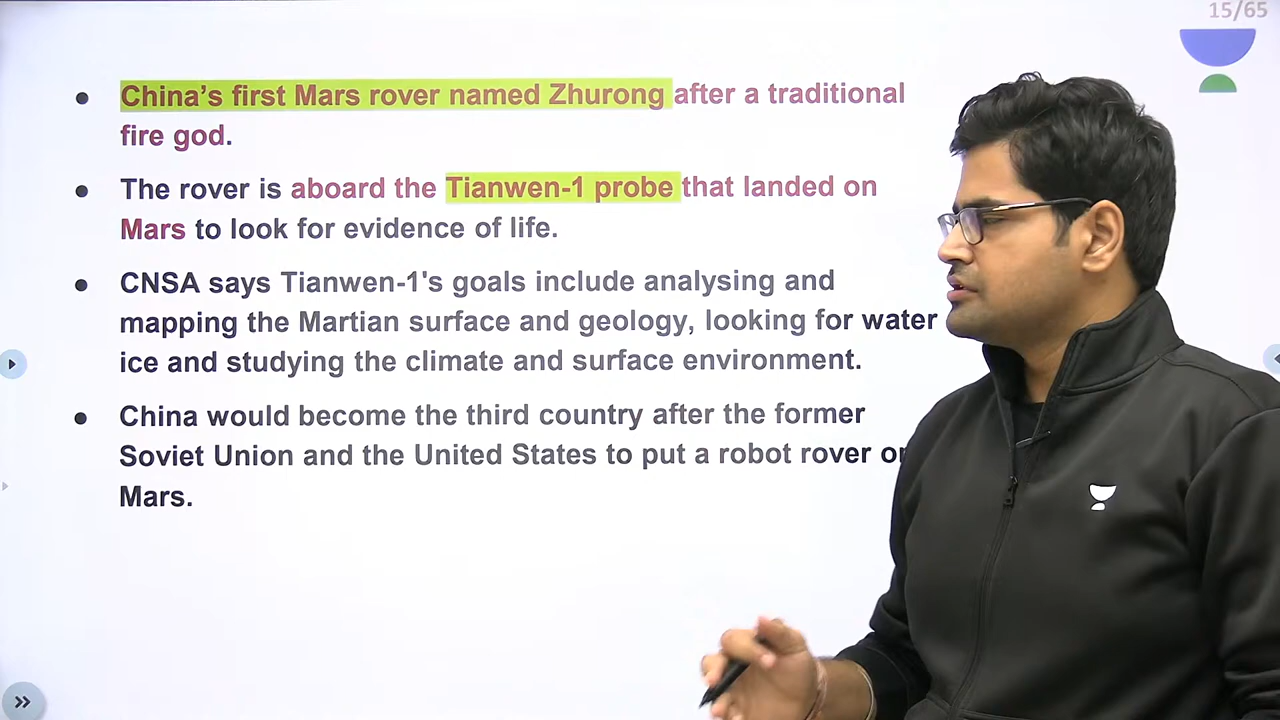 15/65
China's first Mars rover named Zhurong after a traditional
fire god.
The rover is aboard the Tianwen-1 probe that landed on
Mars to look for evidence of life.
CNSA says Tianwen-1's goals include analysing and
mapping the Martian surface and geology, looking for water
ice and studying the climate and surface environment.
China would become the third country after the former
Soviet Union and the United States to put a robot rover
Mars.